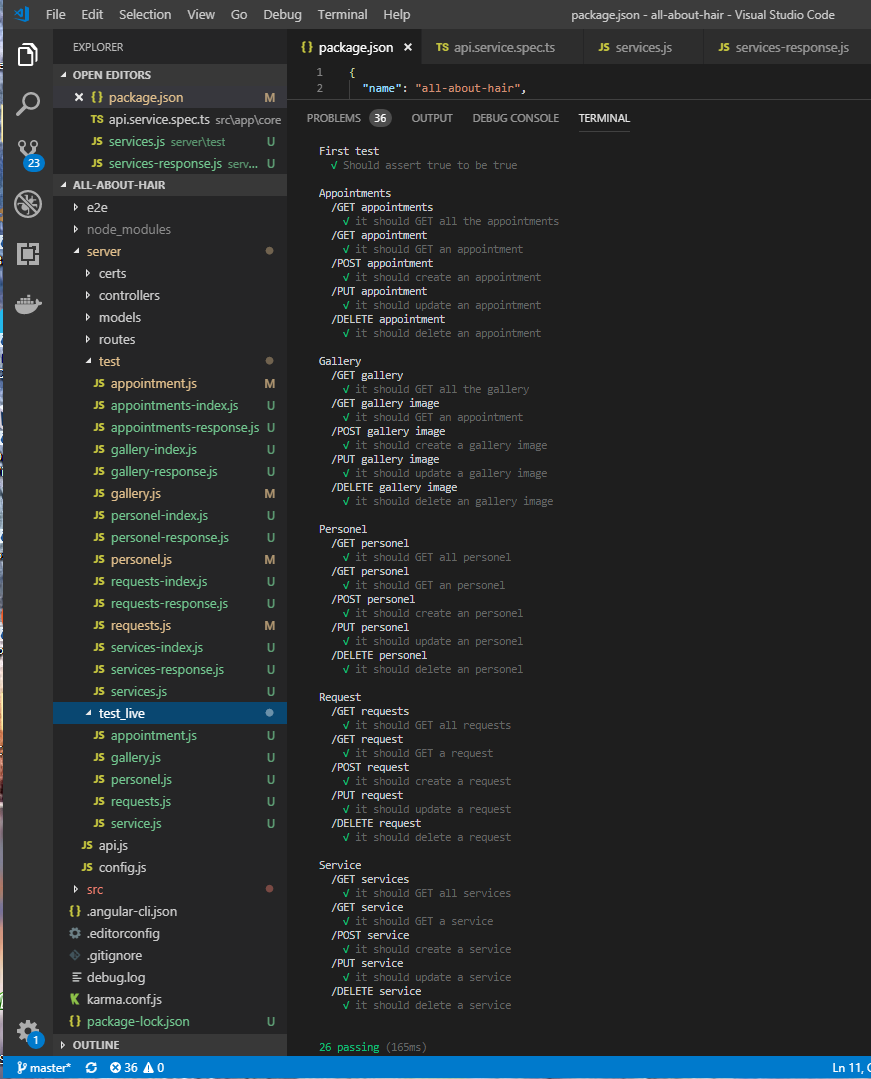 File Edit Selection View Go Debug Terminal Help package.json - all-about-hair - Visual Studio Code
EXPLORER
OPEN EDITORS
{} package.json M
TS api.service.spec.ts src\app\core
JS services.js server\test U
JS services-response.js serv... U
ALL-ABOUT-HAIR
e2e
node_modules
server
certs
controllers
models
routes
test
JS appointment.js M
JS appointments-index.js U
JS appointments-response.js U
JS gallery-index.js U
JS gallery-response.js U
JS gallery.js M
JS personel-index.js U
JS personel-response.js U
JS personel.js M
JS requests-index.js U
JS requests-response.js U
JS requests.js M
JS services-index.js U
JS services-response.js U
JS services.js U
test_live
JS appointment.js U
JS gallery.js U
JS personel.js U
JS requests.js U
JS service.js U
JS api.js
JS config.js
src
{} .angular-cli.json
.editorconfig
.gitignore
debug.log
karma.conf.js
{} package-lock.json U
OUTLINE
23
1
{} package.json TS api.service.spec.ts JS services.js JS services-response.js
1 {
2 "name": "all-about-hair",
PROBLEMS 36 OUTPUT DEBUG CONSOLE TERMINAL
First test
√ Should assert true to be true
Appointments
/GET appointments
√ it should GET all the appointments
/GET appointment
√ it should GET an appointment
/POST appointment
√ it should create an appointment
/PUT appointment
√ it should update an appointment
/DELETE appointment
√ it should delete an appointment
Gallery
/GET gallery
√ it should GET all the gallery
/GET gallery image
√ it should GET an appointment
/POST gallery image
√ it should create a gallery image
/PUT gallery image
√ it should update a gallery image
/DELETE gallery image
√ it should delete an gallery image
Personel
/GET personel
√ it should GET all personel
/GET personel
√ it should GET an personel
/POST personel
√ it should create an personel
/PUT personel
√ it should update an personel
/DELETE personel
√ it should delete an personel
Request
/GET requests
√ it should GET all requests
/GET request
√ it should GET a request
/POST request
√ it should create a request
/PUT request
√ it should update a request
/DELETE request
√ it should delete a request
Service
/GET services
√ it should GET all services
/GET service
√ it should GET a service
/POST service
√ it should create a service
/PUT service
√ it should update a service
/DELETE service
√ it should delete a service
26 passing (165ms)
master* 36 0 Ln 11,